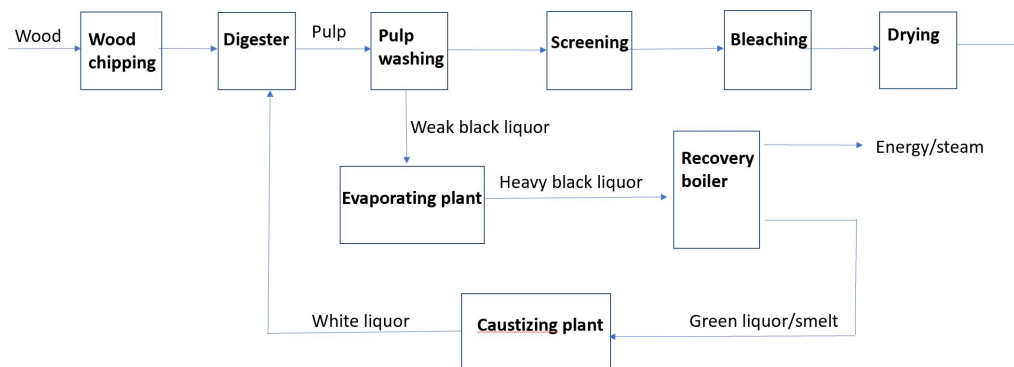 Wood
Wood
chipping
Digester
Pulp
Pulp
washing
Screening
Bleaching
Drying
Weak black liquor
Evaporating plant
Heavy black liquor
Recovery
boiler
Energy/steam
White liquor
Caustizing plant
Green liquor/smelt